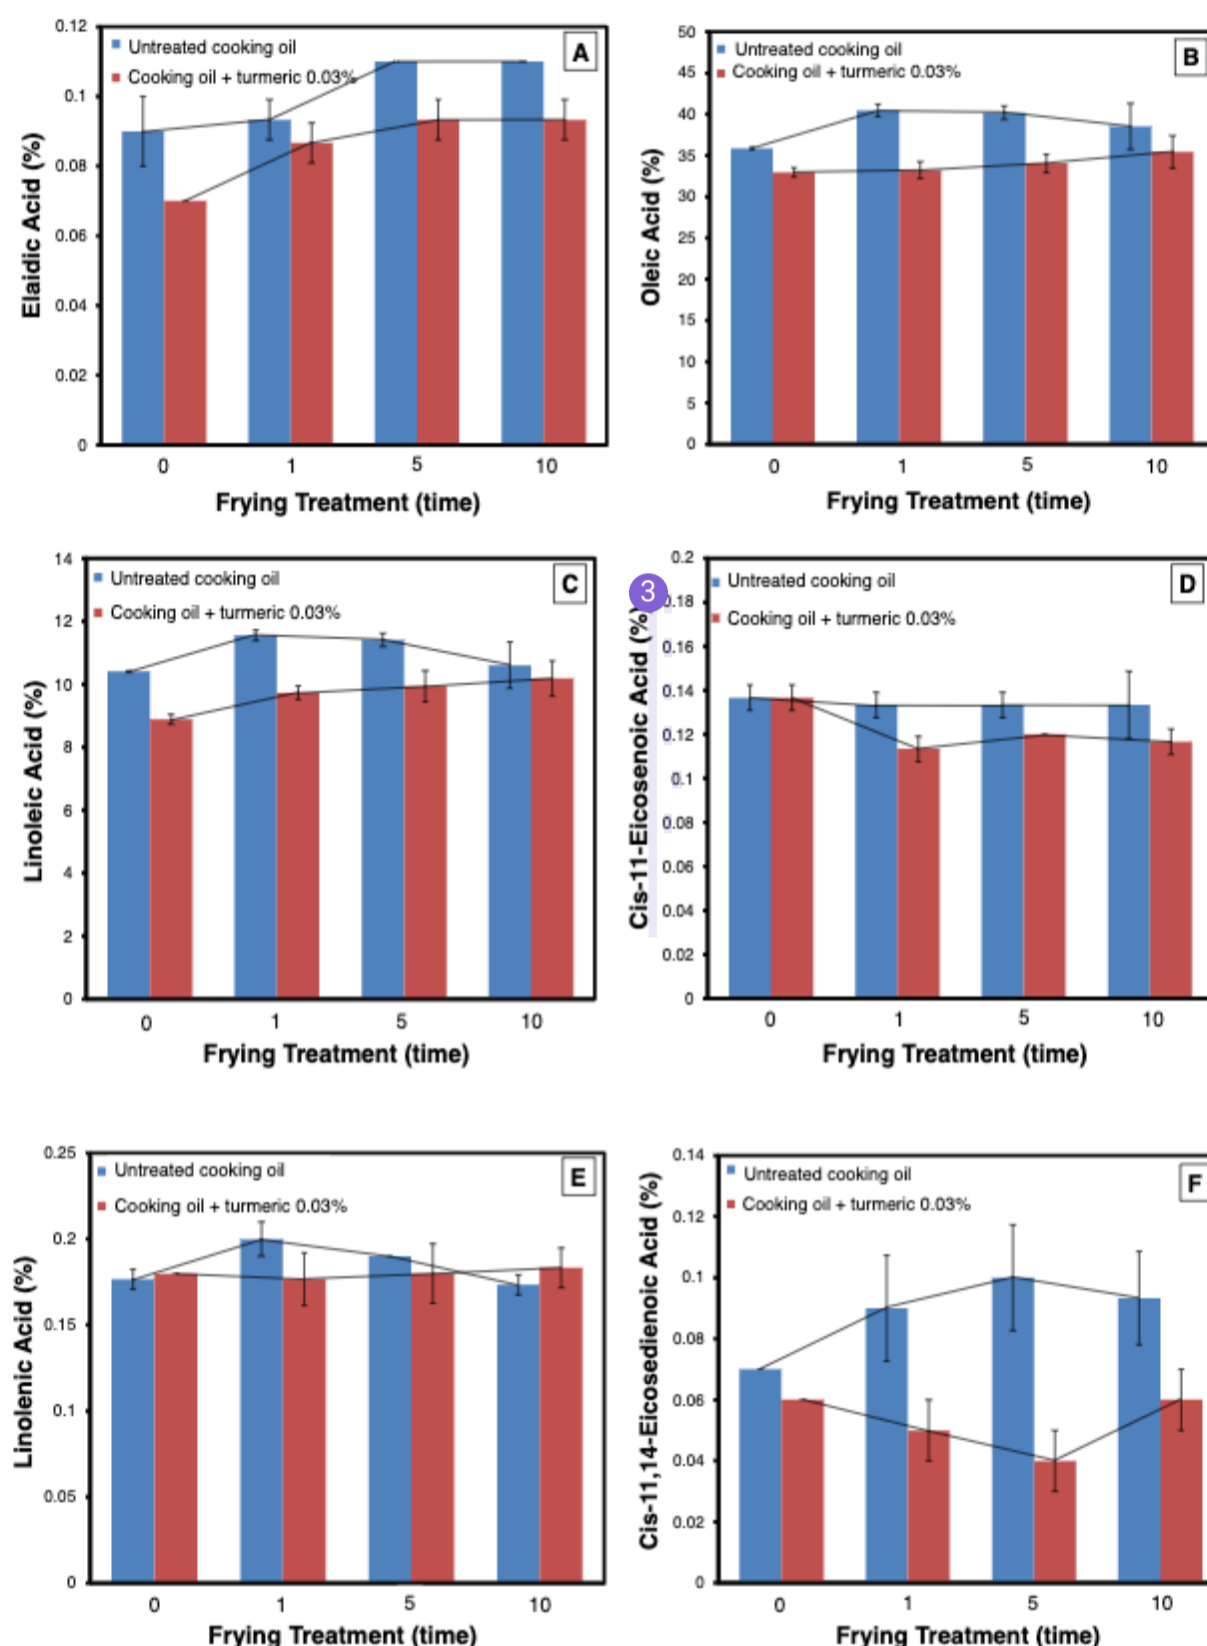 0.12
Untreated cooking oil
Cooking oil + turmeric 0.03%
A
0.1
0.08
0.06
0.04
0.02
0
Elaidic Acid (%)
0 1 5 10
Frying Treatment (time)
50
Untreated cooking oil
Cooking oil + turmeric 0.03%
B
45
40
35
30
25
20
15
10
5
0
Oleic Acid (%)
0 1 5 10
Frying Treatment (time)
14
Untreated cooking oil
Cooking oil + turmeric 0.03%
C
12
10
8
6
4
2
0
Linoleic Acid (%)
0 1 5 10
Frying Treatment (time)
3
0.2
Untreated cooking oil
Cooking oil + turmeric 0.03%
D
0.18
0.16
0.14
0.12
0.1
0.08
0.06
0.04
0.02
0
Cis-11-Eicosenoic Acid (%)
0 1 5 10
Frying Treatment (time)
0.25
Untreated cooking oil
Cooking oil + turmeric 0.03%
E
0.2
0.15
0.1
0.05
0
Linolenic Acid (%)
0 1 5 10
Frying Treatment (time)
0.14
Untreated cooking oil
Cooking oil + turmeric 0.03%
F
0.12
0.1
0.08
0.06
0.04
0.02
0
Cis-11,14-Eicosedienoic Acid (%)
0 1 5 10
Frying Treatment (time)